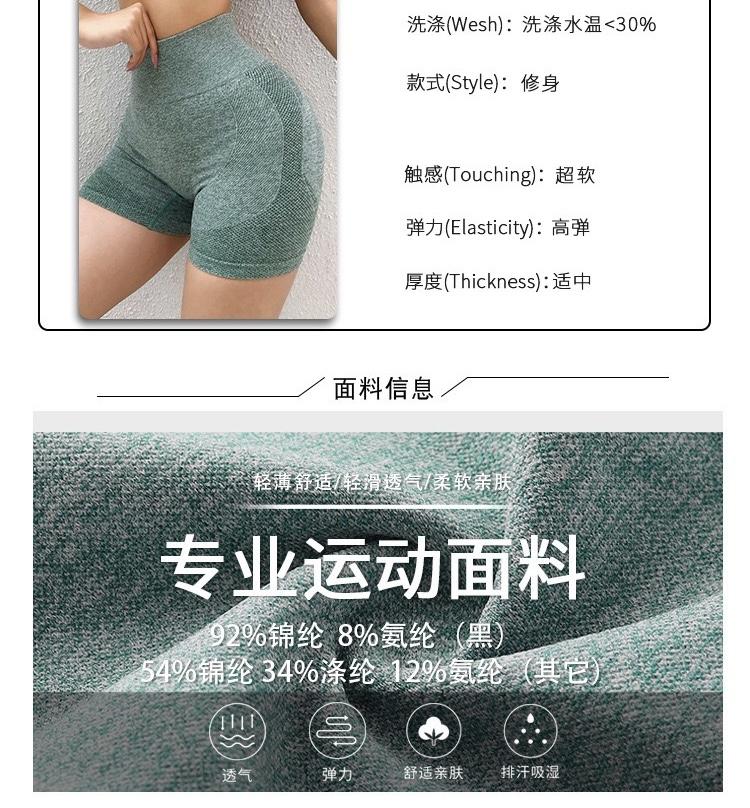 洗涤(Wesh)：洗涤水温<30%
款式(Style)：修身
触感(Touching)：超软
弹力(Elasticity)：高弹
厚度(Thickness)：适中
面料信息
轻薄舒适/轻滑透气/柔软亲肤
专业运动面料
92%锦纶 8%氨纶（黑）
54%锦纶 34%涤纶 12%氨纶（其它）
透气 弹力 舒适亲肤 排汗吸湿